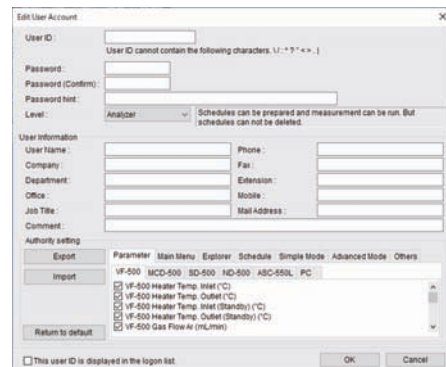 Edit User Account
User ID :
User ID cannot contain the following characters. \ / : * ? " < > . |
Password :
Password (Confirm) :
Password hint :
Level : Analyzer Schedules can be prepared and measurement can be run. But
schedules can not be deleted.
User Information
User Name : Phone :
Company : Fax :
Department : Extension :
Office : Mobile :
Job Title : Mail Address :
Comment :
Authority setting
Export Parameter Main Menu Explorer Schedule Simple Mode Advanced Mode Others
Import VF-500 MCD-500 SD-500 ND-500 ASC-550L PC
VF-500 Heater Temp. Inlet (°C)
VF-500 Heater Temp. Outlet (°C)
VF-500 Heater Temp. Inlet (Standby) (°C)
VF-500 Heater Temp. Outlet (Standby) (°C)
Return to default VF-500 Gas Flow Ar (mL/min)
This user ID is displayed in the logon list. OK Cancel